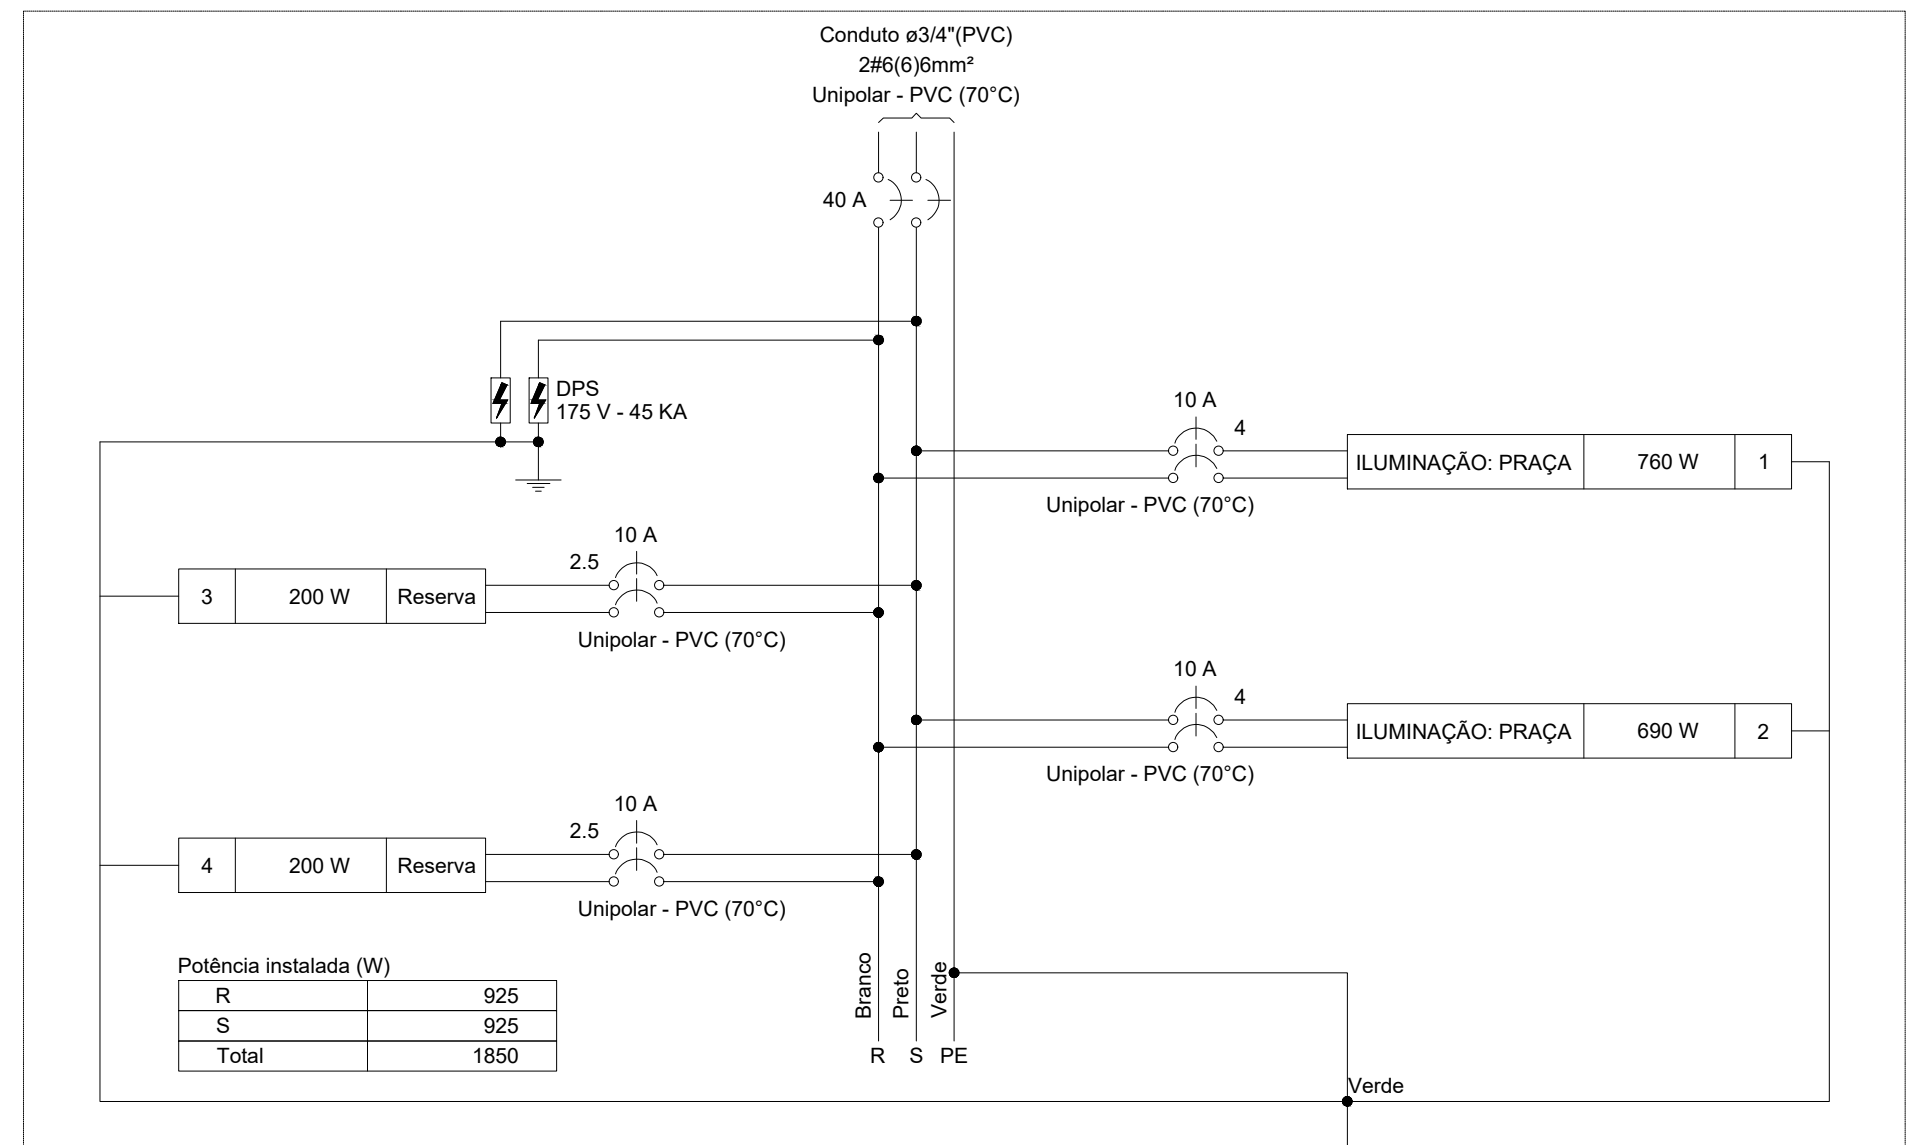 Conduto ø3/4"(PVC)
2#6(6)6mm²
Unipolar - PVC (70°C)
40 A
DPS
175 V - 45 KA
10 A
4
ILUMINAÇÃO: PRAÇA 760 W 1
Unipolar - PVC (70°C)
10 A
2.5
3 200 W Reserva
Unipolar - PVC (70°C)
10 A
4
ILUMINAÇÃO: PRAÇA 690 W 2
Unipolar - PVC (70°C)
10 A
2.5
4 200 W Reserva
Unipolar - PVC (70°C)
Potência instalada (W)
R 925
S 925
Total 1850
Branco
Preto
Verde
R S PE
Verde